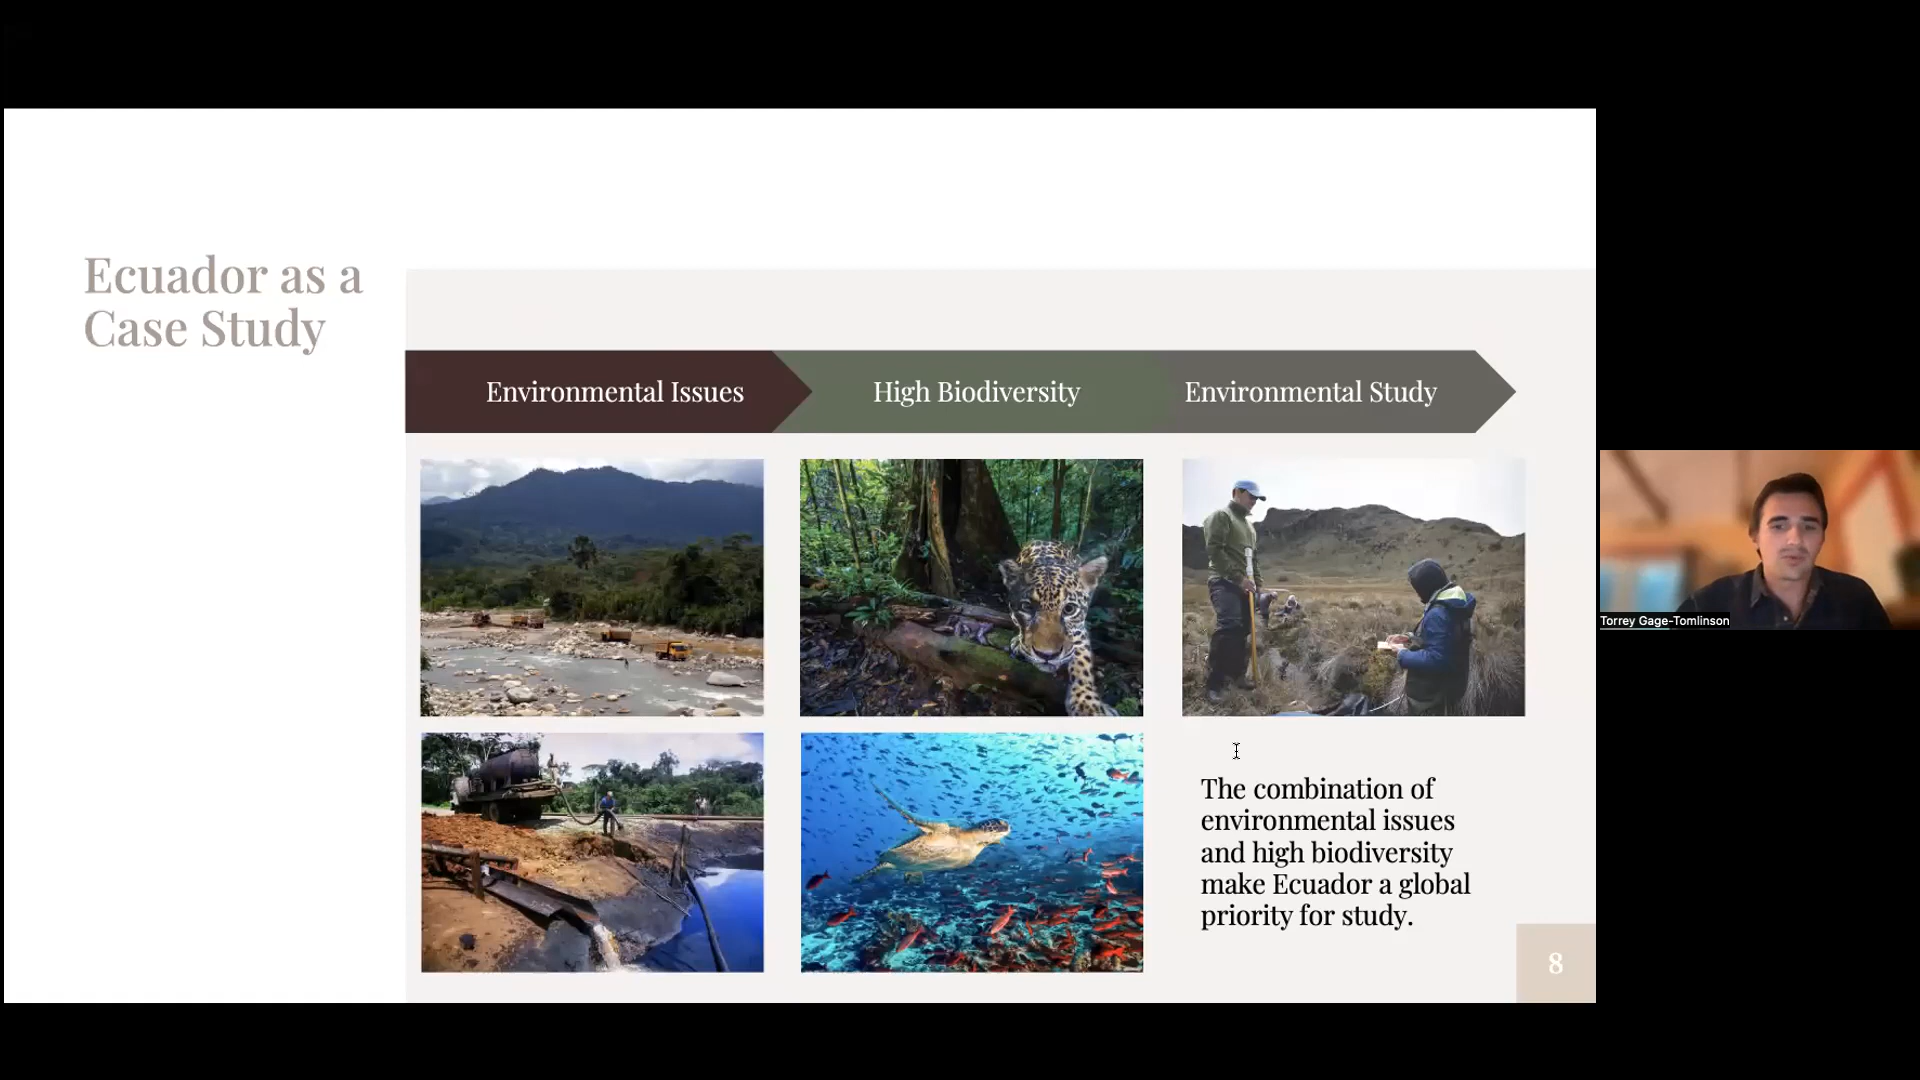 Ecuador as a
Case Study
Environmental Issues
High Biodiversity
Environmental Study
The combination of
environmental issues
and high biodiversity
make Ecuador a global
priority for study.
8
Torrey Gage-Tomlinson